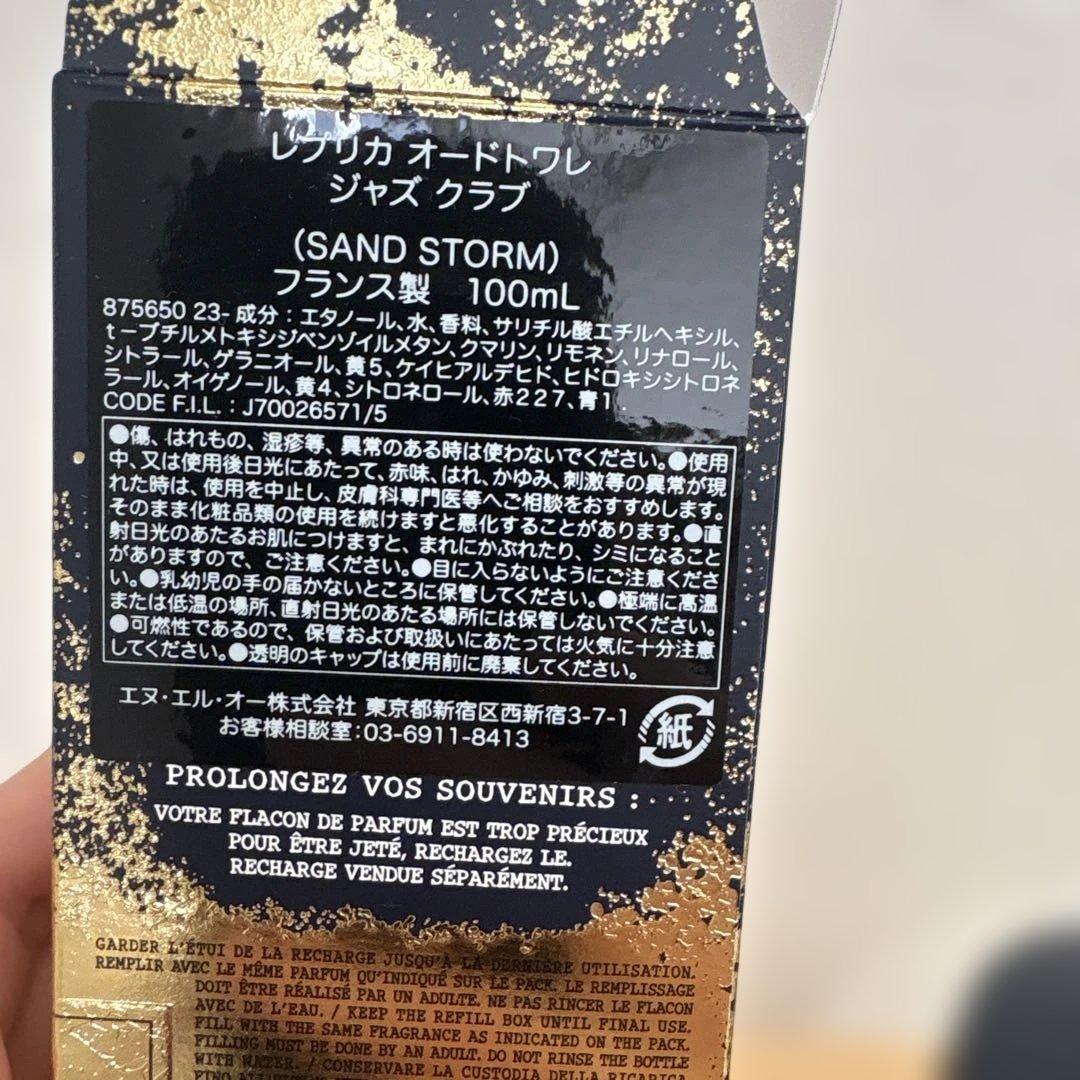 レプリカ オードトワレ
ジャズ クラブ
(SAND STORM)
フランス製 100mL
875650 23- 成分：エタノール、水、香料、サリチル酸エチルヘキシル、
t－ブチルメトキシジベンゾイルメタン、クマリン、リモネン、リナロール、
シトラール、ゲラニオール、黄5、ケイヒアルデヒド、ヒドロキシシトロネ
ラール、オイゲノール、黄4、シトロネロール、赤227、青1 .
CODE F.I.L. : J70026571/5
●傷、はれもの、湿疹等、異常のある時は使わないでください。●使用
中、又は使用後日光にあたって、赤味、はれ、かゆみ、刺激等の異常が現
れた時は、使用を中止し、皮膚科専門医等へご相談をおすすめします。
そのまま化粧品類の使用を続けますと悪化することがあります。●直
射日光のあたるお肌につけますと、まれにかぶれたり、シミになること
がありますので、ご注意ください。●目に入らないようにご注意くださ
い。●乳幼児の手の届かないところに保管してください。●極端に高温
または低温の場所、直射日光のあたる場所には保管しないでください。
●可燃性であるので、保管および取扱いにあたっては火気に十分注意
してください。●透明のキャップは使用前に廃棄してください。
エヌ・エル・オー株式会社 東京都新宿区西新宿3-7-1
お客様相談室：03-6911-8413
紙
PROLONGEZ VOS SOUVENIRS :
VOTRE FLACON DE PARFUM EST TROP PRÉCIEUX
POUR ÊTRE JETÉ, RECHARGEZ LE.
RECHARGE VENDUE SÉPARÉMENT.
GARDER L'ÉTUI DE LA RECHARGE JUSQU'À LA DERNIÈRE UTILISATION.
REMPLIR AVEC LE MÊME PARFUM QU'INDIQUÉ SUR LE PACK. LE REMPLISSAGE
DOIT ÊTRE RÉALISÉ PAR UN ADULTE. NE PAS RINCER LE FLACON
AVEC DE L'EAU. / KEEP THE REFILL BOX UNTIL FINAL USE.
FILL WITH THE SAME FRAGRANCE AS INDICATED ON THE PACK.
FILLING MUST BE DONE BY AN ADULT. DO NOT RINSE THE BOTTLE
WITH WATER. / CONSERVARE LA CUSTODIA DELLA RICARICA